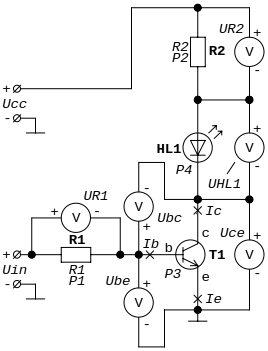 UR2
+
R2
P2
R2
V
-
+
Ucc
-
+
HL1
V
P4
UHL1
-
-
UR1
V
Ubc
Ic
+
V
-
+
c
Uce
+
R1
Ib
b
T1
V
+
Uin
-
R1
P1
Ube
+
V
-
P3
e
-
Ie